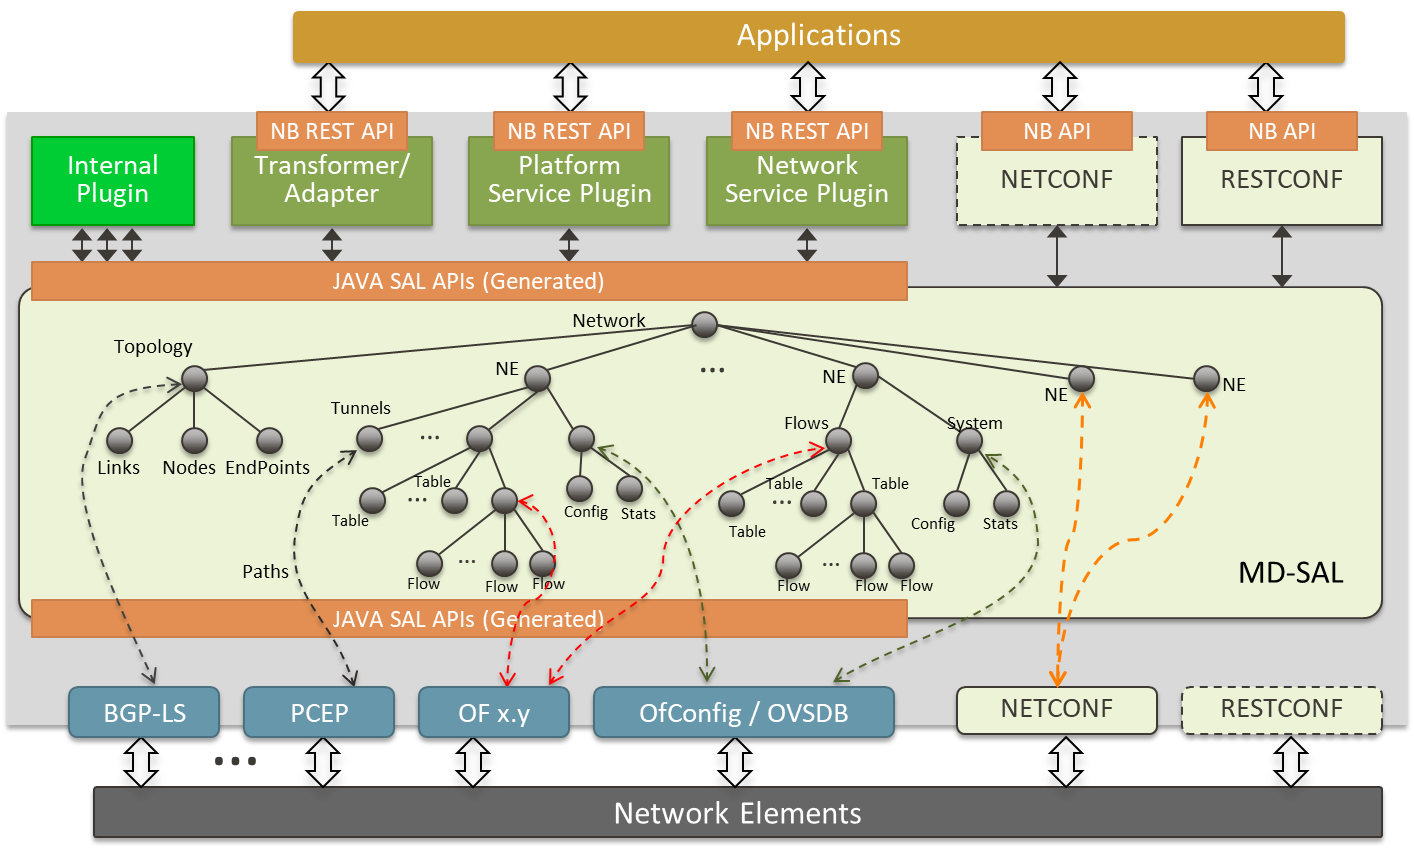 Applications
NB REST API
NB REST API
NB REST API
NB API
NB API
Internal
Plugin
Transformer/
Adapter
Platform
Service Plugin
Network
Service Plugin
NETCONF
RESTCONF
JAVA SAL APIs (Generated)
Network
Topology
NE
...
NE
NE
NE
Tunnels
...
Flows
System
Links
Nodes
EndPoints
Table
...
Table
Config
Stats
Table
...
Table
Table
Config
Stats
Paths
Flow
...
Flow
Flow
Flow
...
Flow
Flow
MD-SAL
JAVA SAL APIs (Generated)
BGP-LS
PCEP
OF x.y
OfConfig / OVSDB
NETCONF
RESTCONF
...
Network Elements